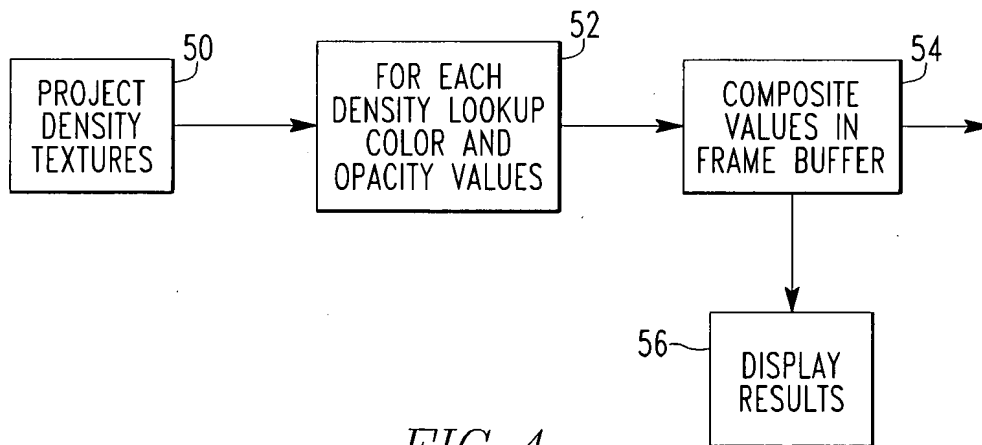 50
PROJECT
DENSITY
TEXTURES
52
FOR EACH
DENSITY LOOKUP
COLOR AND
OPACITY VALUES
54
COMPOSITE
VALUES IN
FRAME BUFFER
56
DISPLAY
RESULTS
FIG. 4